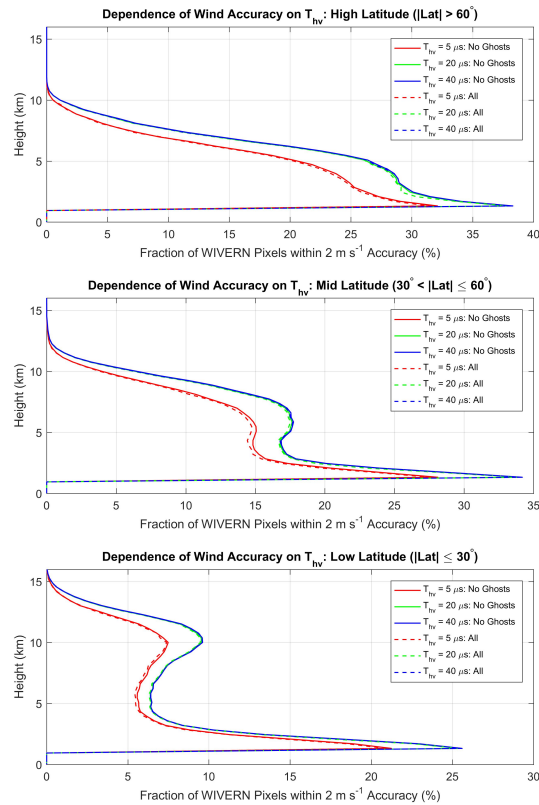 Dependence of Wind Accuracy on T_hv: High Latitude (|Lat| > 60°)
T_hv = 5 μs: No Ghosts
T_hv = 20 μs: No Ghosts
T_hv = 40 μs: No Ghosts
T_hv = 5 μs: All
T_hv = 20 μs: All
T_hv = 40 μs: All
Height (km)
15
10
5
0
0 5 10 15 20 25 30 35 40
Fraction of WIVERN Pixels within 2 m s⁻¹ Accuracy (%)
Dependence of Wind Accuracy on T_hv: Mid Latitude (30° < |Lat| ≤ 60°)
T_hv = 5 μs: No Ghosts
T_hv = 20 μs: No Ghosts
T_hv = 40 μs: No Ghosts
T_hv = 5 μs: All
T_hv = 20 μs: All
T_hv = 40 μs: All
Height (km)
15
10
5
0
0 5 10 15 20 25 30 35
Fraction of WIVERN Pixels within 2 m s⁻¹ Accuracy (%)
Dependence of Wind Accuracy on T_hv: Low Latitude (|Lat| ≤ 30°)
T_hv = 5 μs: No Ghosts
T_hv = 20 μs: No Ghosts
T_hv = 40 μs: No Ghosts
T_hv = 5 μs: All
T_hv = 20 μs: All
T_hv = 40 μs: All
Height (km)
15
10
5
0
0 5 10 15 20 25 30
Fraction of WIVERN Pixels within 2 m s⁻¹ Accuracy (%)